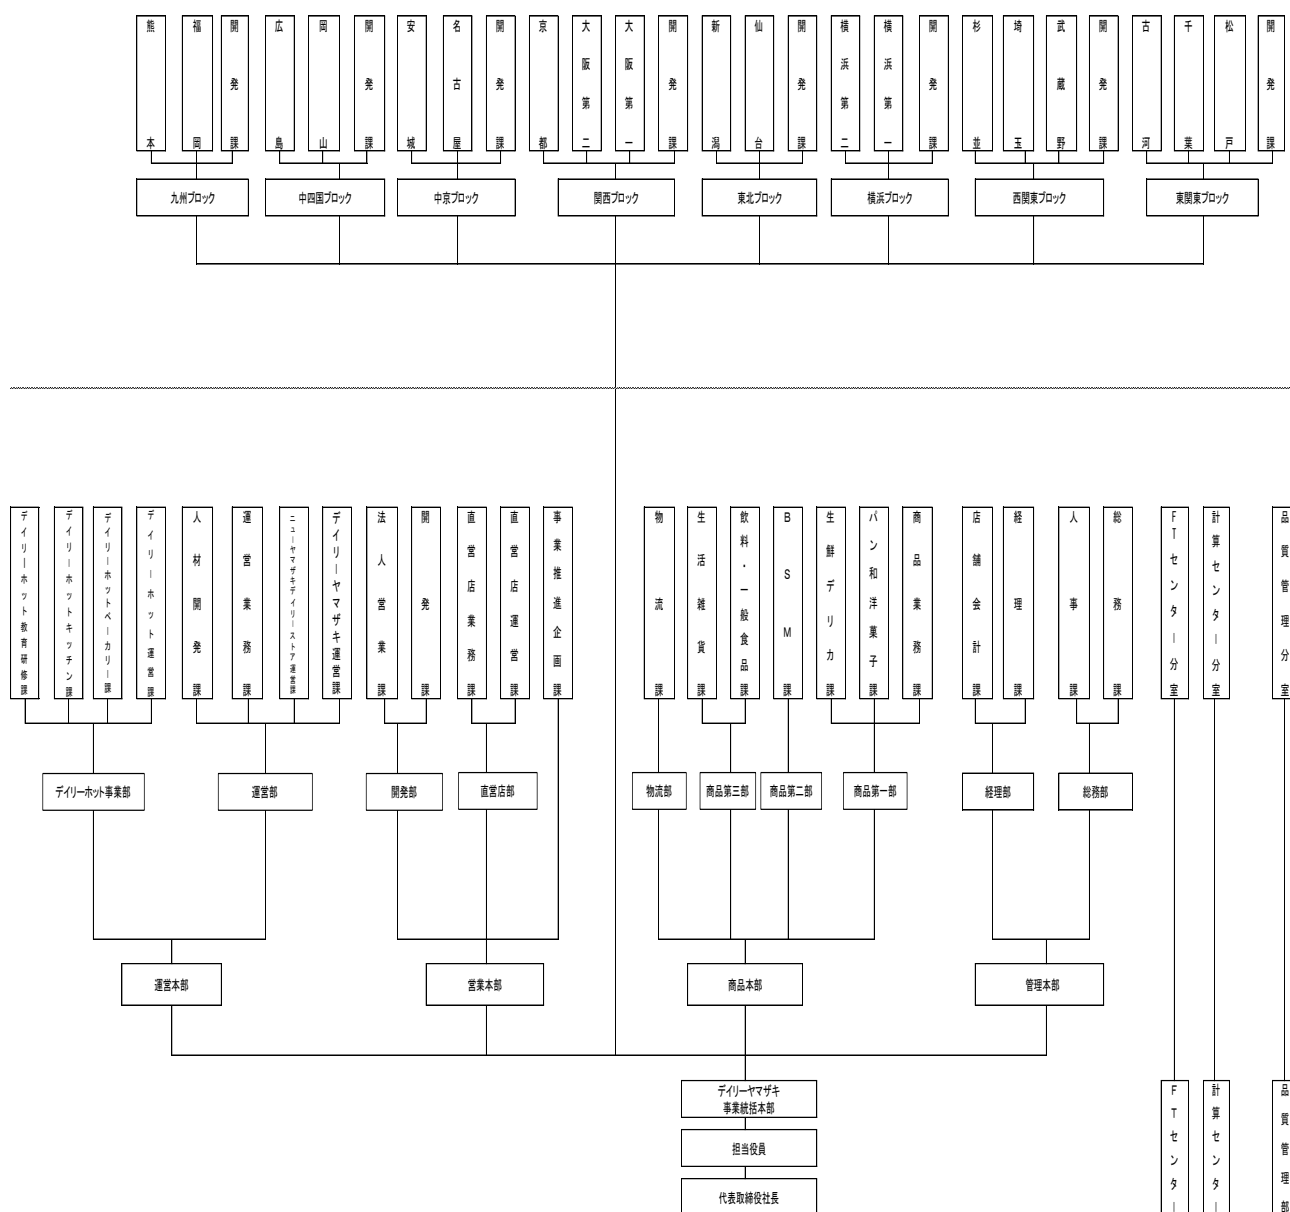 熊本
福岡
開発課
広島
岡山
開発課
安城
名古屋
開発課
京都
大阪第二
大阪第一
開発課
新潟
仙台
開発課
横浜第二
横浜第一
開発課
杉並
埼玉
武蔵野
開発課
古河
千葉
松戸
開発課
九州ブロック
中四国ブロック
中京ブロック
関西ブロック
東北ブロック
横浜ブロック
西関東ブロック
東関東ブロック
デイリーホット教育研修課
デイリーホットキッチン課
デイリーホットベーカリー課
デイリーホット運営課
人材開発課
運営業務課
ニューヤマザキデイリーストア運営課
デイリーヤマザキ運営課
法人営業課
開発課
直営店業務課
直営店運営課
事業推進企画課
物流課
生活雑貨課
飲料・一般食品課
BSM課
生鮮デリカ課
パン和洋菓子課
商品業務課
店舗会計課
経理課
人事課
総務課
FTセンター分室
計算センター分室
品質管理分室
デイリーホット事業部
運営部
開発部
直営店部
物流部
商品第三部
商品第二部
商品第一部
経理部
総務部
運営本部
営業本部
商品本部
管理本部
デイリーヤマザキ
事業統括本部
担当役員
代表取締役社長
FTセンター
計算センター
品質管理部